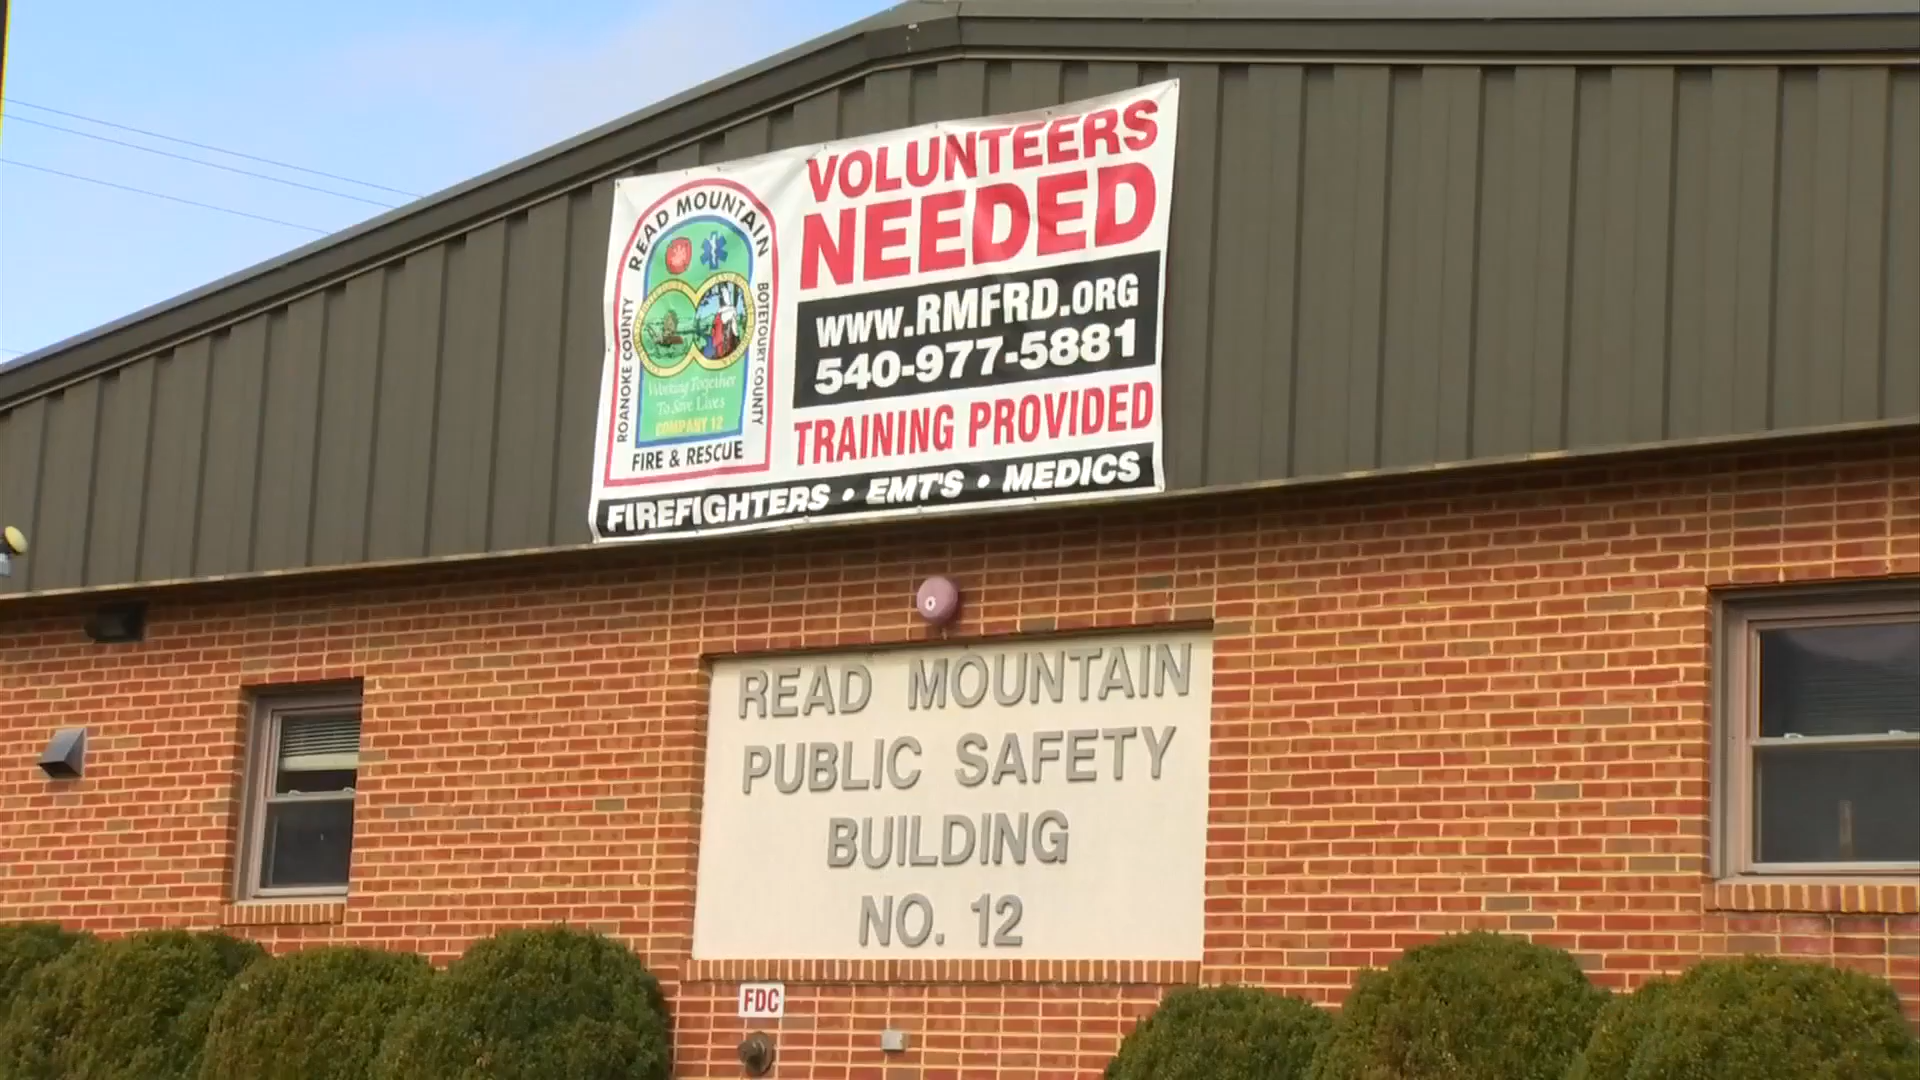 VOLUNTEERS
NEEDED
WWW.RMFRD.ORG
540-977-5881
TRAINING PROVIDED
FIREFIGHTERS • EMT'S • MEDICS
READ MOUNTAIN
ROANOKE COUNTY
BOTETOURT COUNTY
Working Together
To Save Lives
COMPANY 12
FIRE & RESCUE
READ MOUNTAIN
PUBLIC SAFETY
BUILDING
NO. 12
FDC